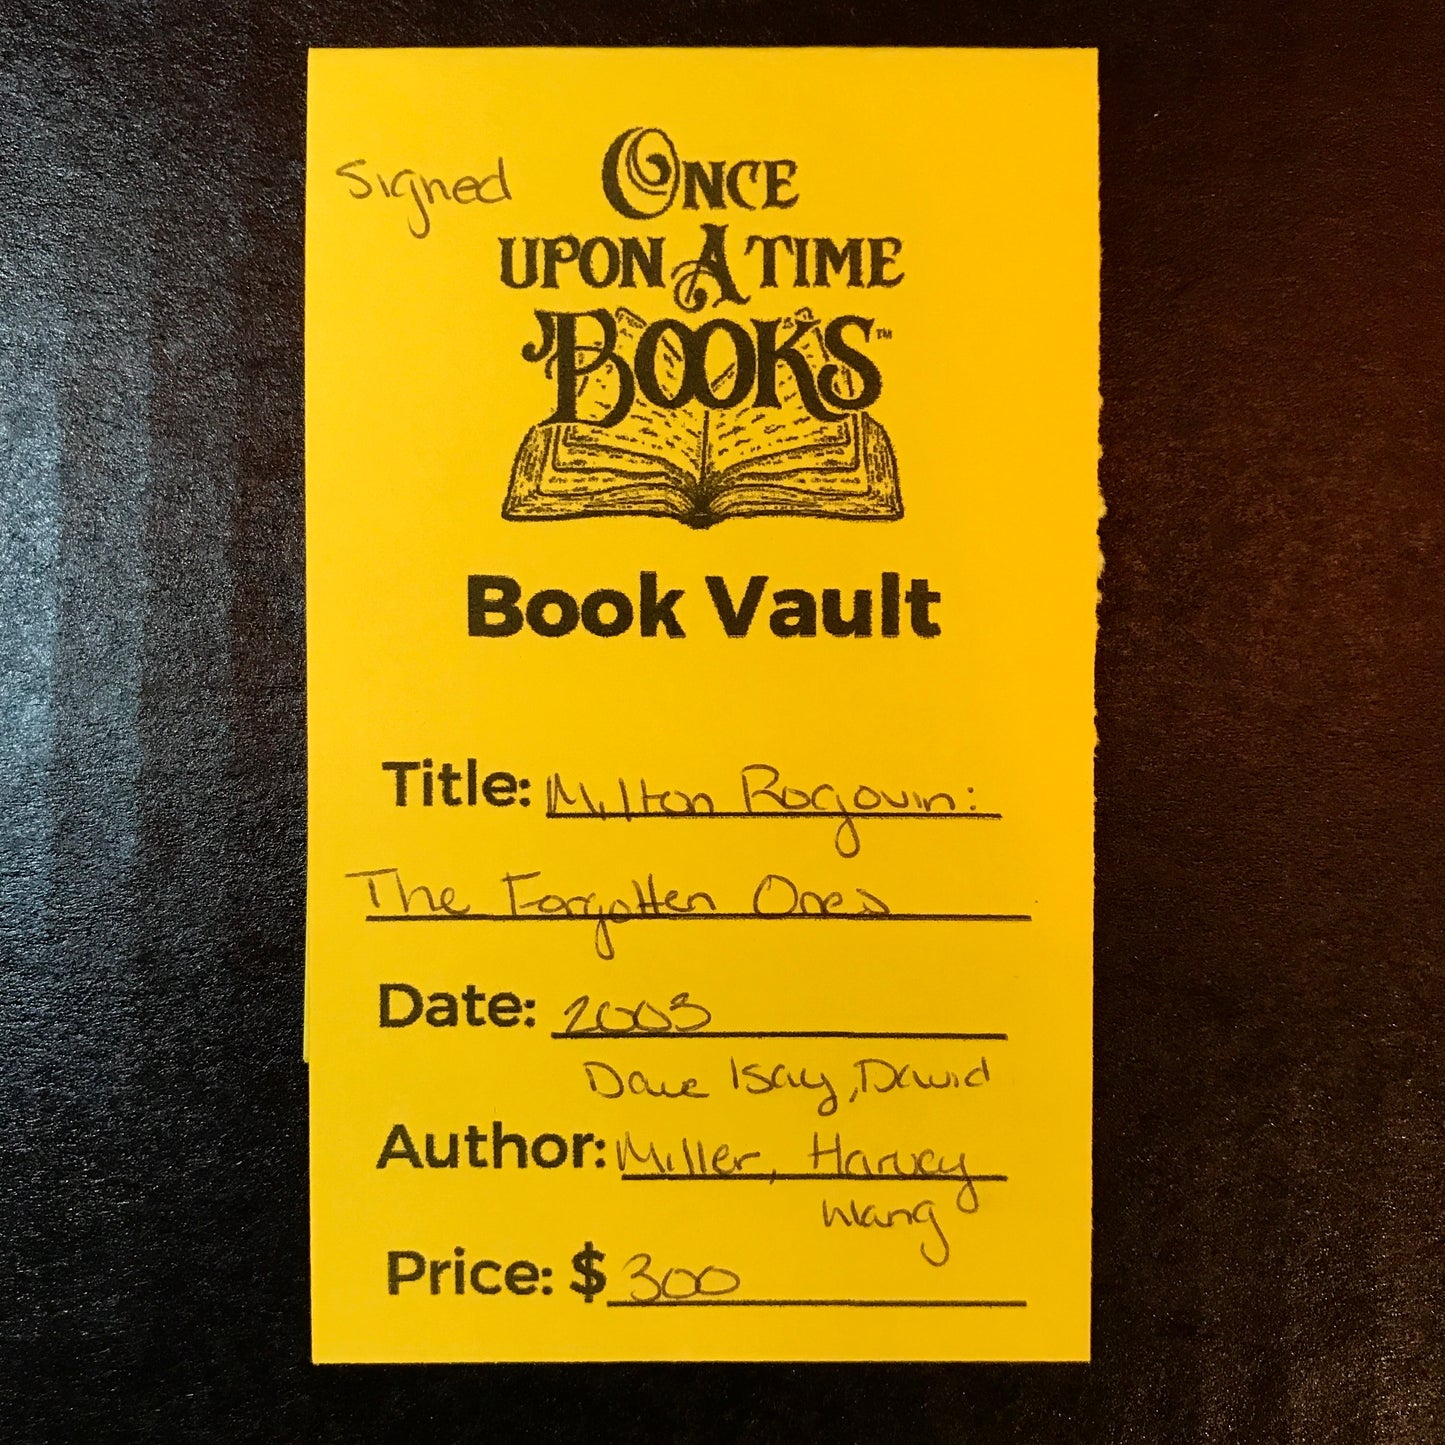 Signed
ONCE
UPON A TIME
BOOKS™
Book Vault
Title: Milton Rogovin:
The Forgotten Ones
Date: 2003
Dave Isay, David
Author: Miller, Harvey
Wang
Price: $ 300